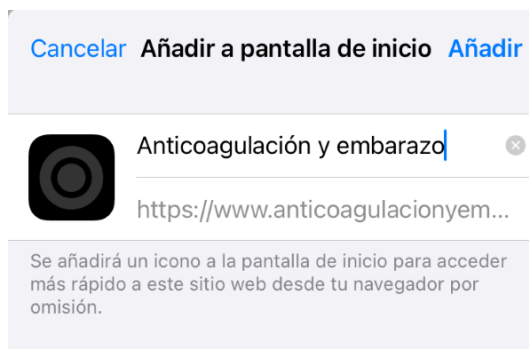 Cancelar Añadir a pantalla de inicio Añadir
Anticoagulación y embarazo
https://www.anticoagulacionyem...
Se añadirá un icono a la pantalla de inicio para acceder
más rápido a este sitio web desde tu navegador por
omisión.